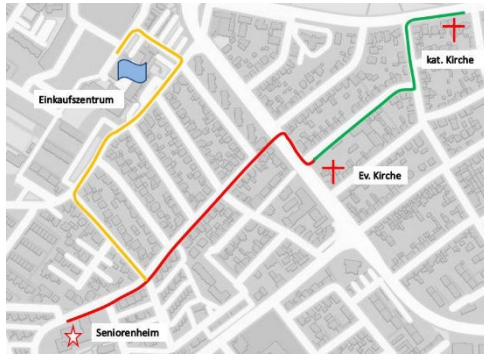 kat. Kirche
Einkaufszentrum
Ev. Kirche
Seniorenheim